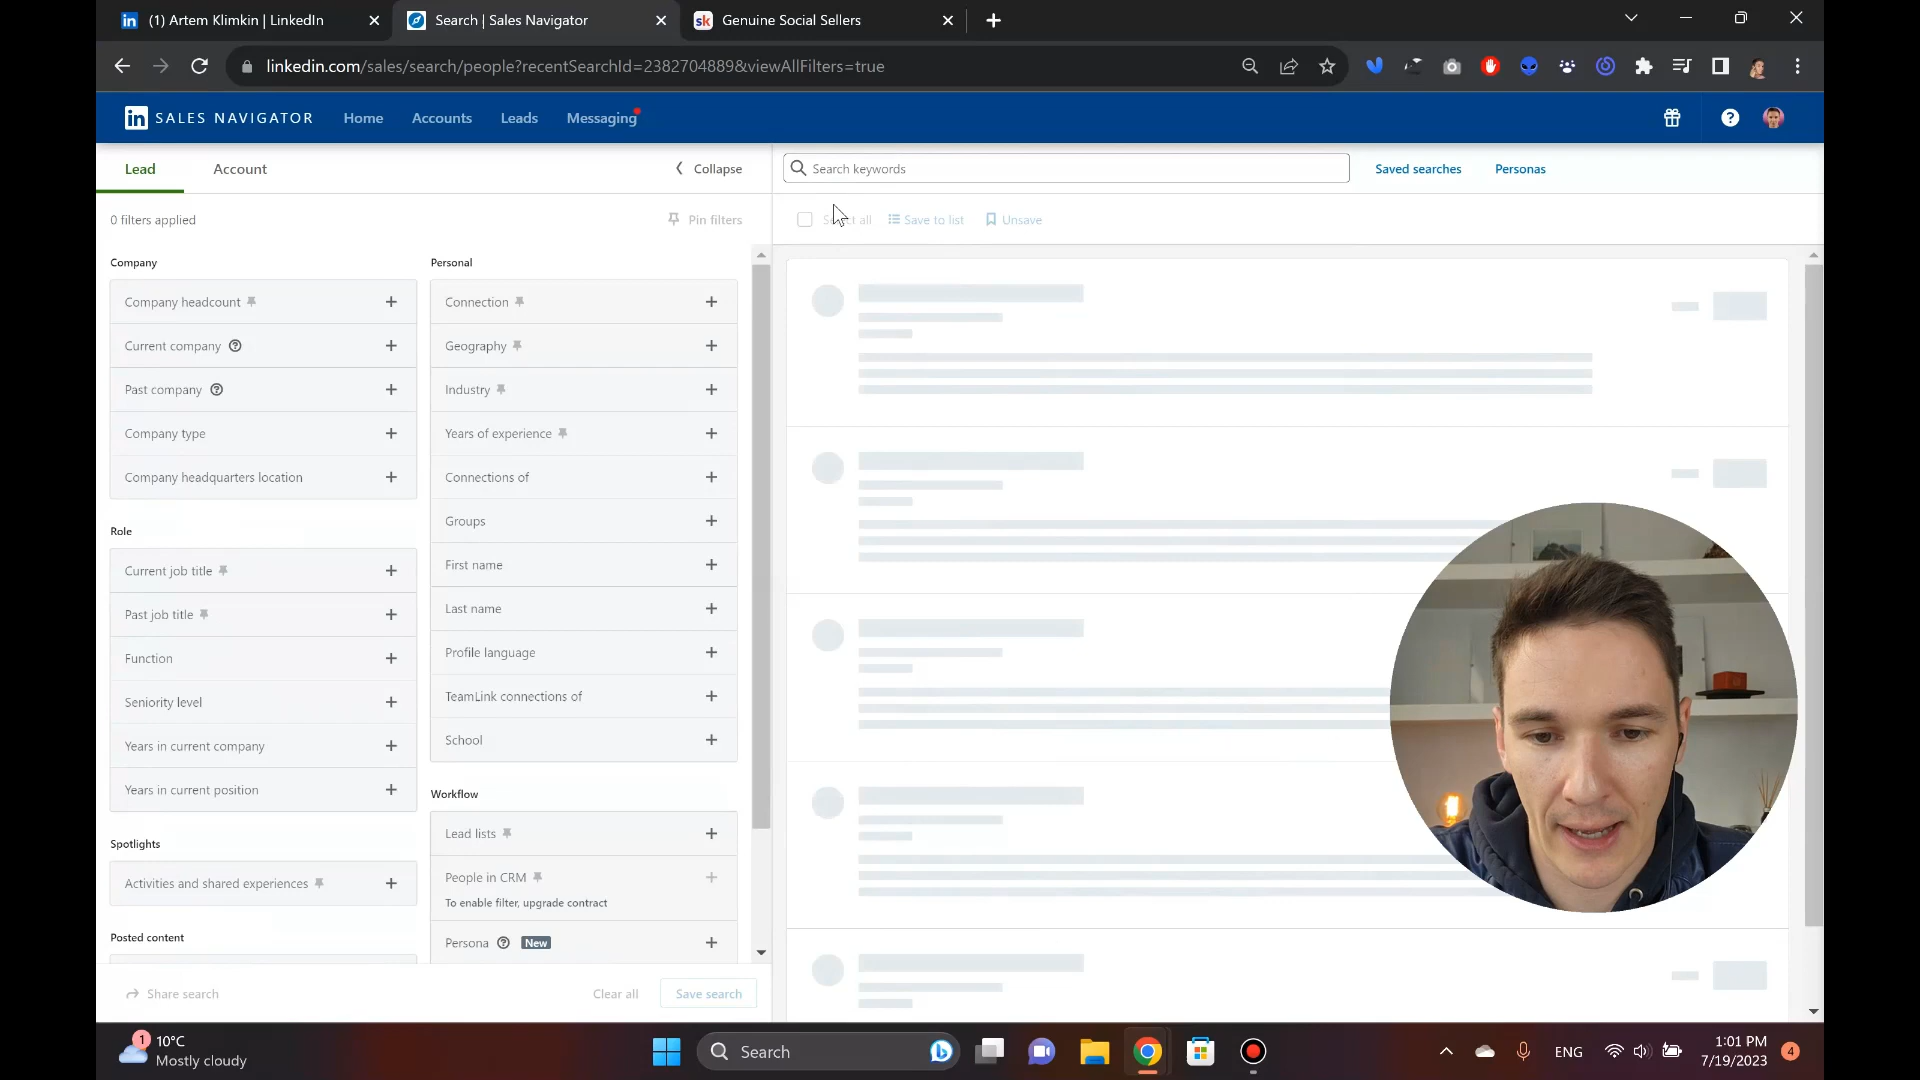 (1) Artem Klimkin | LinkedIn
Search | Sales Navigator
sk Genuine Social Sellers
linkedin.com/sales/search/people?recentSearchId=2382704889&viewAllFilters=true
in SALES NAVIGATOR
Home
Accounts
Leads
Messaging
Lead
Account
Collapse
Search keywords
Saved searches
Personas
0 filters applied
Pin filters
Select all
Save to list
Unsave
Company
Company headcount
Current company
Past company
Company type
Company headquarters location
Role
Current job title
Past job title
Function
Seniority level
Years in current company
Years in current position
Spotlights
Activities and shared experiences
Posted content
Personal
Connection
Geography
Industry
Years of experience
Connections of
Groups
First name
Last name
Profile language
TeamLink connections of
School
Workflow
Lead lists
People in CRM
To enable filter, upgrade contract
Persona New
Share search
Clear all
Save search
1
10°C
Mostly cloudy
Search
ENG
1:01 PM
7/19/2023
4